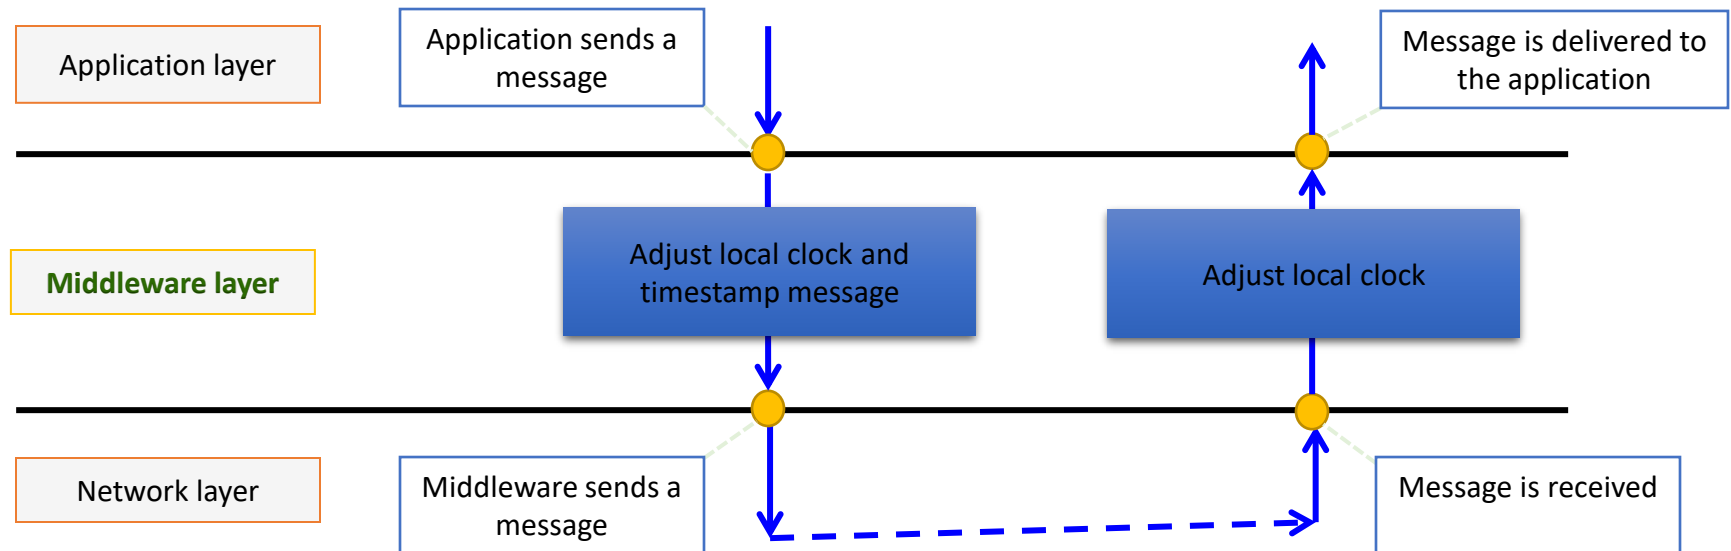 Application layer
Application sends a
message
Message is delivered to
the application
Middleware layer
Adjust local clock and
timestamp message
Adjust local clock
Network layer
Middleware sends a
message
Message is received